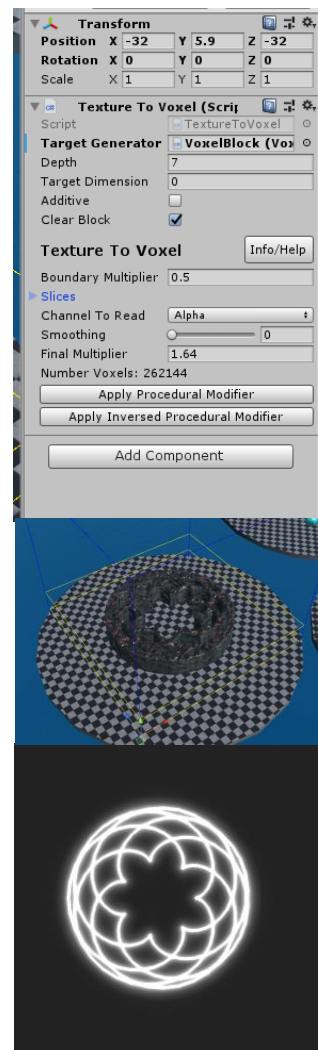 Transform
Position X -32 Y 5.9 Z -32
Rotation X 0 Y 0 Z 0
Scale X 1 Y 1 Z 1
Texture To Voxel (Scrip
Script TextureToVoxel
Target Generator VoxelBlock (Vox
Depth 7
Target Dimension 0
Additive
Clear Block
Texture To Voxel Info/Help
Boundary Multiplier 0.5
Slices
Channel To Read Alpha
Smoothing 0
Final Multiplier 1.64
Number Voxels: 262144
Apply Procedural Modifier
Apply Inversed Procedural Modifier
Add Component